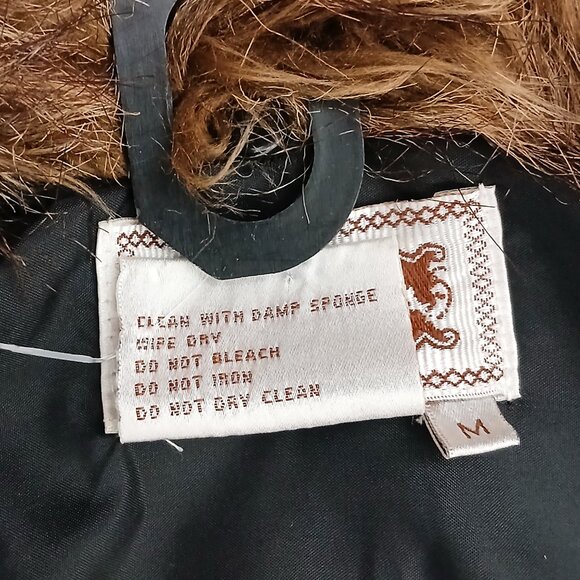 CLEAN WITH DAMP SPONGE
WIPE DRY
DO NOT BLEACH
DO NOT IRON
DO NOT DRY CLEAN
M